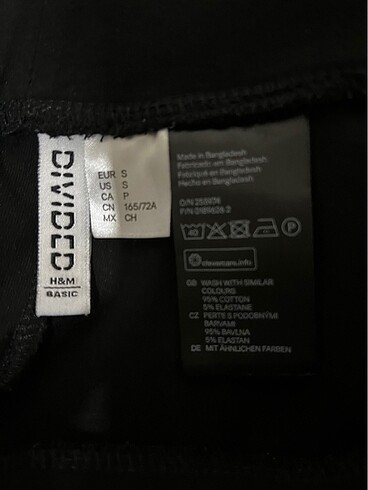 DIVIDED
H&M
BASIC
EUR S
US S
CA P
CN 165/72A
MX CH
Made in Bangladesh
Fabricado em Bangladesh
Fabriqué en Bangladesh
Hecho en Bangladesh
40
P
clevercare.info
GB WASH WITH SIMILAR
COLOURS
95% COTTON
5% ELASTANE
CZ PERTE S PODOBNÝMI
BARVAMI
95% BAVLNA
5% ELASTAN
DE MIT ÄHNLICHEN FARBEN